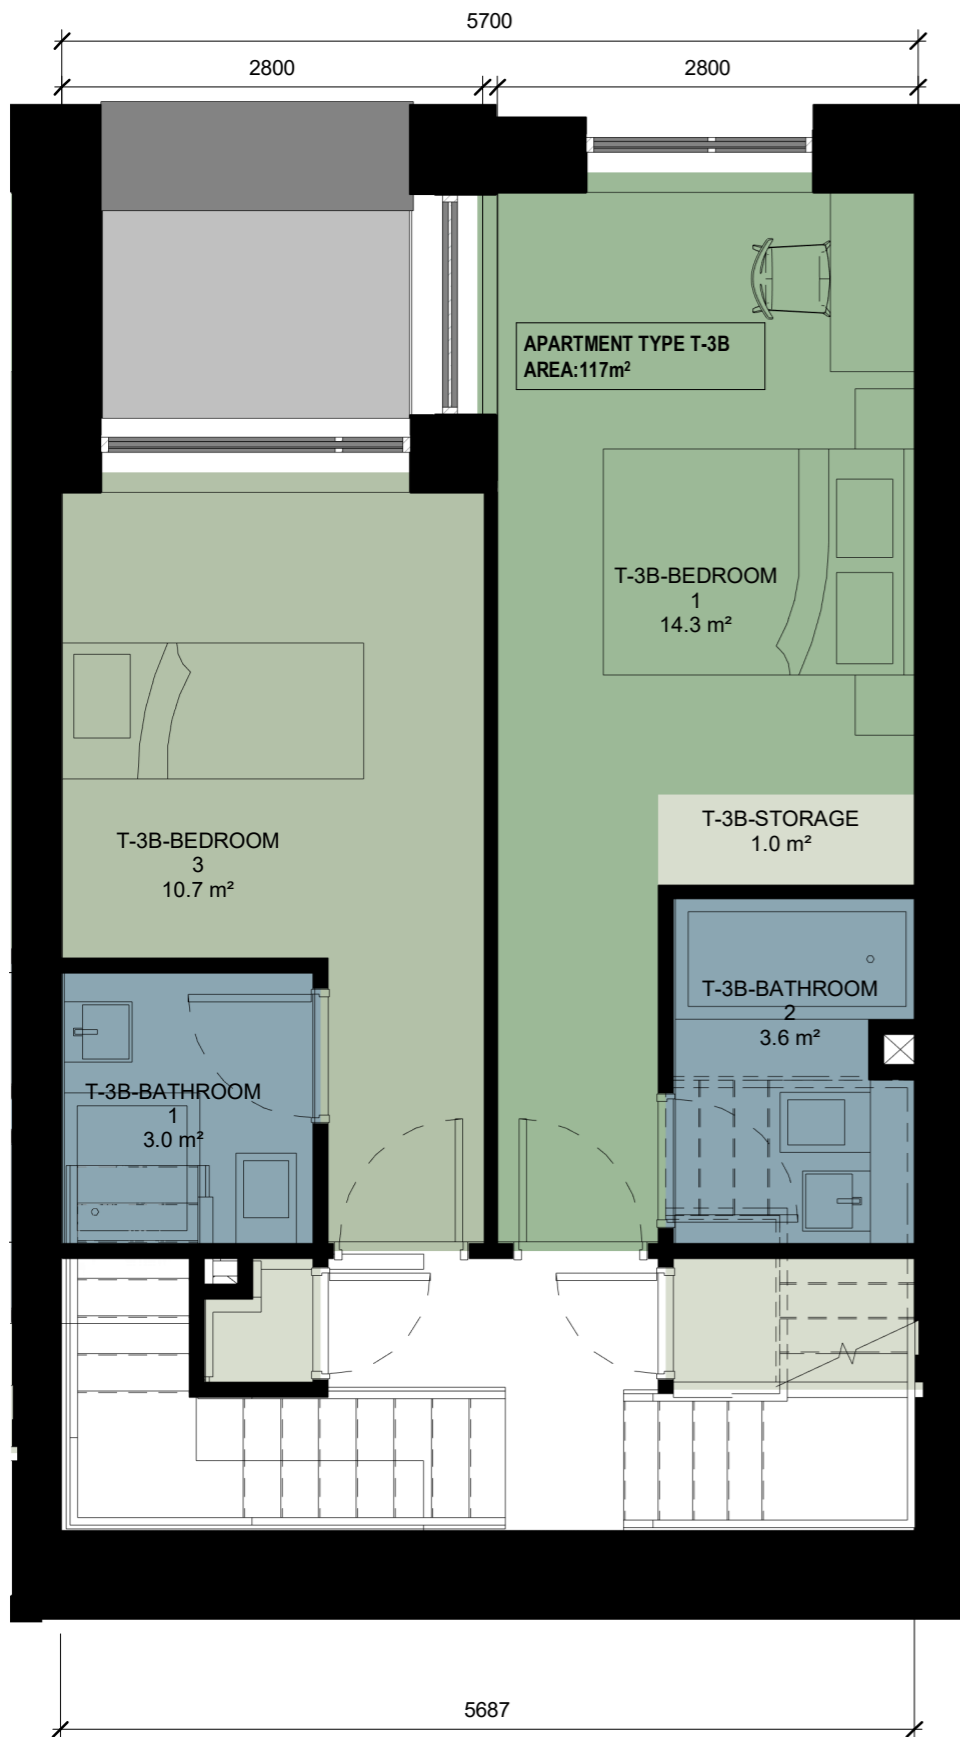 5700
2800
2800
APARTMENT TYPE T-3B
AREA:117m²
T-3B-BEDROOM
1
14.3 m²
T-3B-STORAGE
1.0 m²
T-3B-BEDROOM
3
10.7 m²
T-3B-BATHROOM
2
3.6 m²
T-3B-BATHROOM
1
3.0 m²
5687